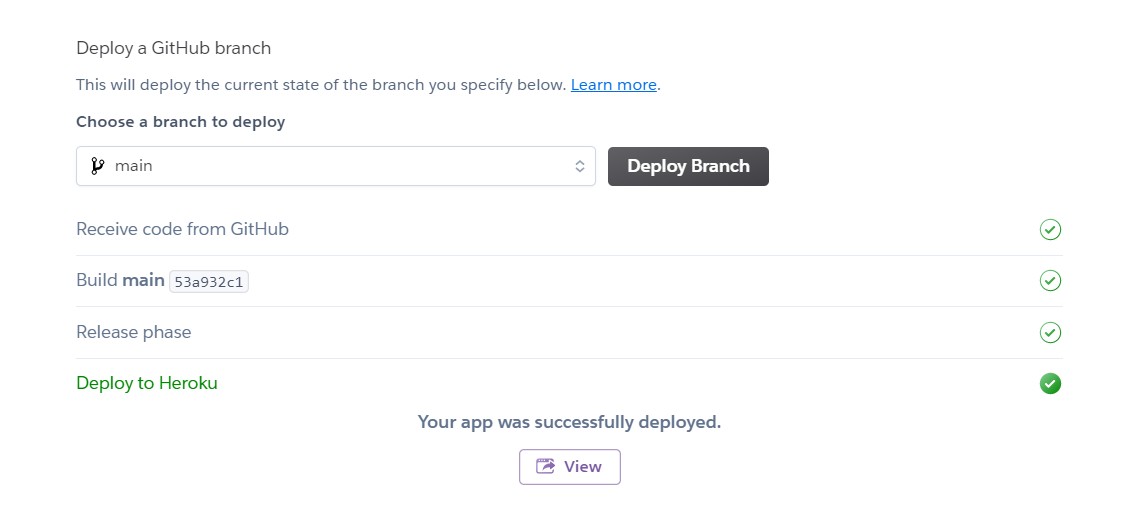 Deploy a GitHub branch
This will deploy the current state of the branch you specify below. Learn more.
Choose a branch to deploy
main
Deploy Branch
Receive code from GitHub
Build main 53a932c1
Release phase
Deploy to Heroku
Your app was successfully deployed.
View